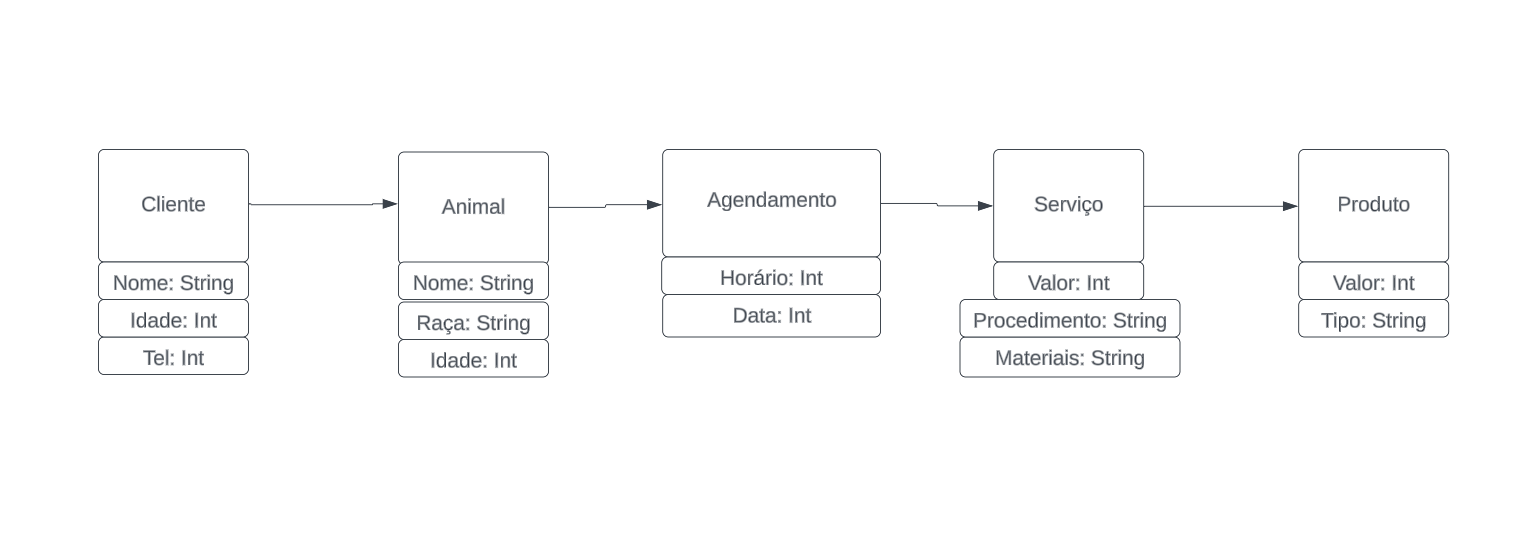 Cliente
Nome: String
Idade: Int
Tel: Int
Animal
Nome: String
Raça: String
Idade: Int
Agendamento
Horário: Int
Data: Int
Serviço
Valor: Int
Procedimento: String
Materiais: String
Produto
Valor: Int
Tipo: String